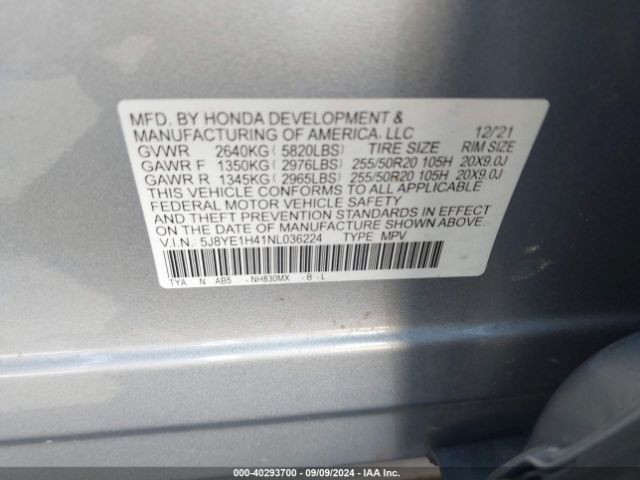 MFD. BY HONDA DEVELOPMENT &
MANUFACTURING OF AMERICA, LLC 12/21
GVWR 2640KG ( 5820LBS) TIRE SIZE RIM SIZE
GAWR F 1350KG ( 2976LBS) 255/50R20 105H 20X9.0J
GAWR R 1345KG ( 2965LBS) 255/50R20 105H 20X9.0J
THIS VEHICLE CONFORMS TO ALL APPLICABLE
FEDERAL MOTOR VEHICLE SAFETY
AND THEFT PREVENTION STANDARDS IN EFFECT
ON THE DATE OF MANUFACTURE SHOWN ABOVE.
V.I.N.: 5J8YE1H41NL036224 TYPE: MPV
TYA N AB5 -NH830MX -B-L
000-40293700 - 09/09/2024 - IAA Inc.